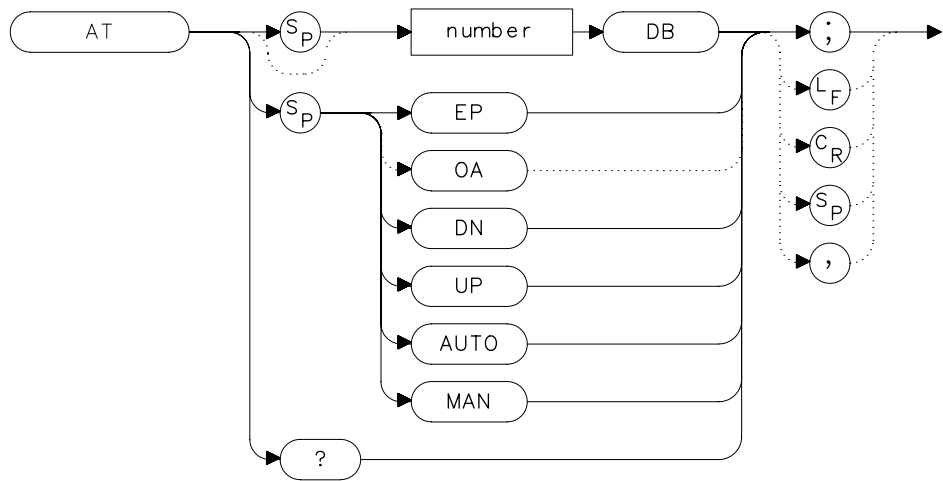 AT SP number DB ;
LF
SP EP
CR
OA
SP
DN
,
UP
AUTO
MAN
?